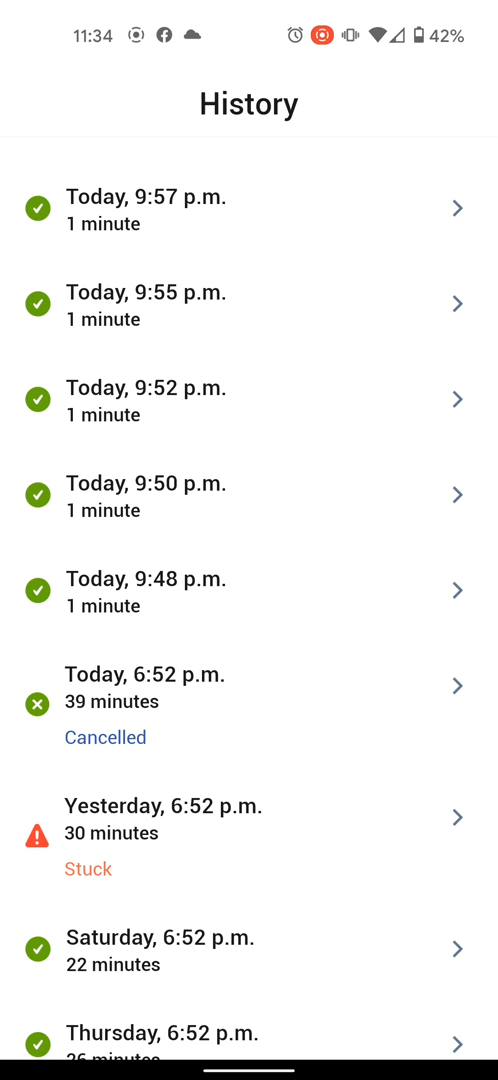 11:34
42%
History
Today, 9:57 p.m.
1 minute
Today, 9:55 p.m.
1 minute
Today, 9:52 p.m.
1 minute
Today, 9:50 p.m.
1 minute
Today, 9:48 p.m.
1 minute
Today, 6:52 p.m.
39 minutes
Cancelled
Yesterday, 6:52 p.m.
30 minutes
Stuck
Saturday, 6:52 p.m.
22 minutes
Thursday, 6:52 p.m.
26 minutes